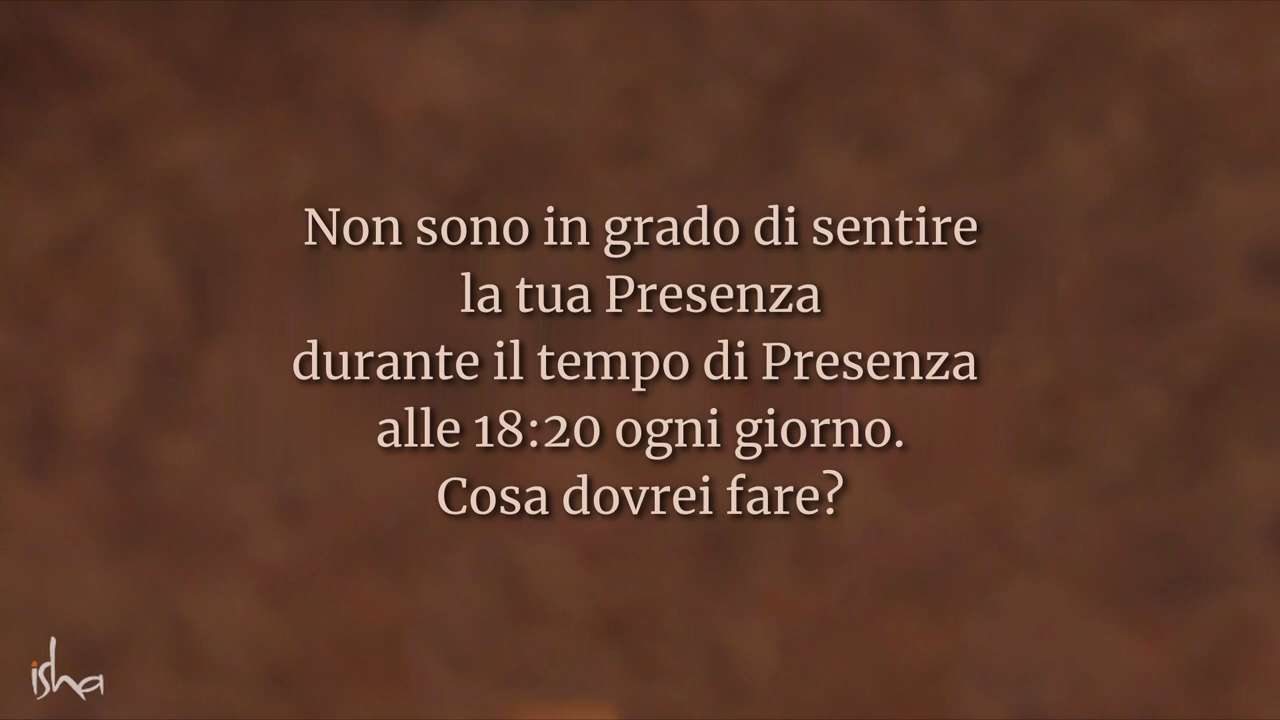 Non sono in grado di sentire
la tua Presenza
durante il tempo di Presenza
alle 18:20 ogni giorno.
Cosa dovrei fare?
isha